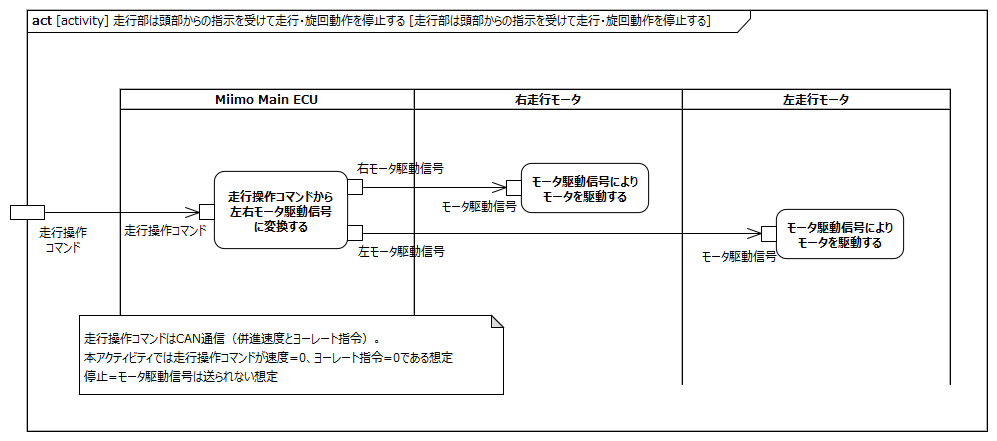 act [activity] 走行部は頭部からの指示を受けて走行・旋回動作を停止する [走行部は頭部からの指示を受けて走行・旋回動作を停止する]
Miimo Main ECU
右走行モータ
左走行モータ
走行操作
コマンド
走行操作コマンド
走行操作コマンドから
左右モータ駆動信号
に変換する
右モータ駆動信号
左モータ駆動信号
モータ駆動信号
モータ駆動信号により
モータを駆動する
モータ駆動信号
モータ駆動信号により
モータを駆動する
走行操作コマンドはCAN通信（併進速度とヨーレート指令）。
本アクティビティでは走行操作コマンドが速度=0、ヨーレート指令=0である想定
停止=モータ駆動信号は送られない想定